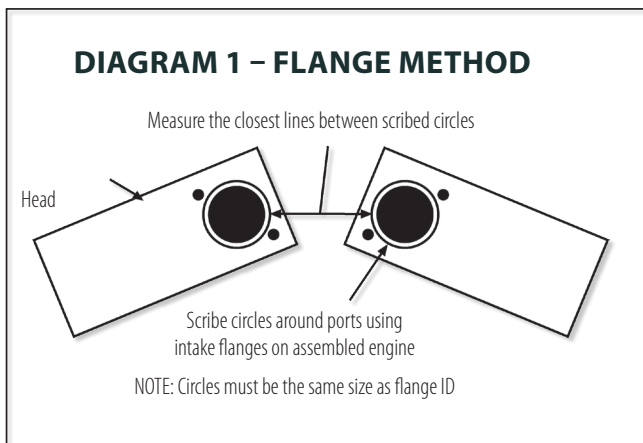 DIAGRAM 1 – FLANGE METHOD
Measure the closest lines between scribed circles
Head
Scribe circles around ports using
intake flanges on assembled engine
NOTE: Circles must be the same size as flange ID